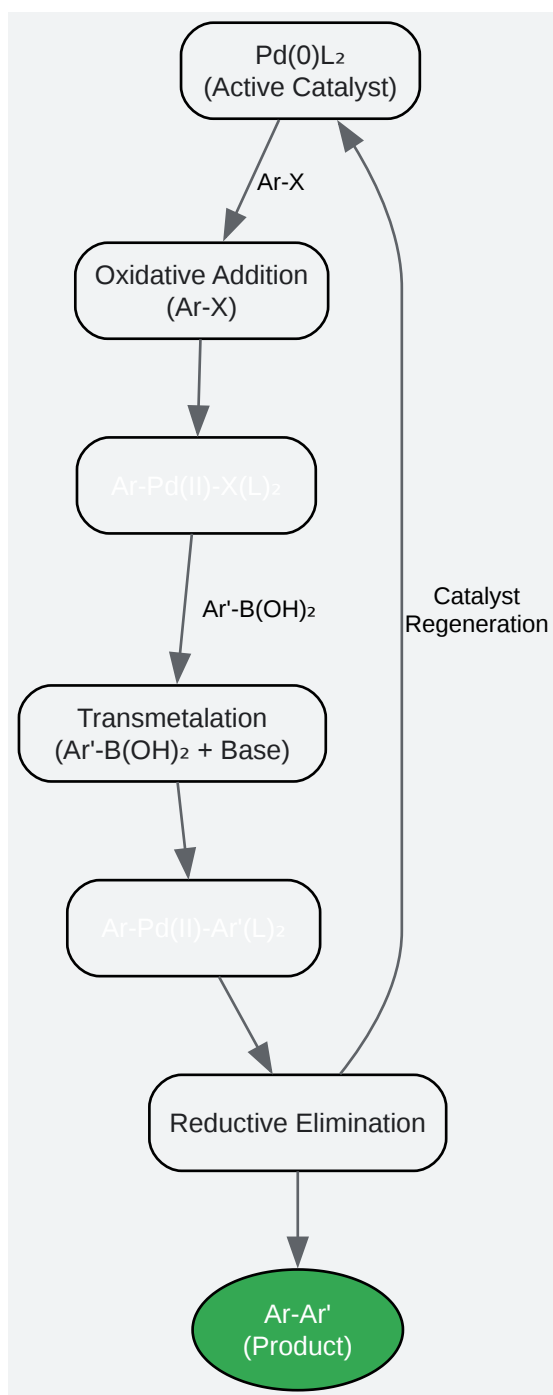 Pd(0)L₂
(Active Catalyst)
Ar-X
Oxidative Addition
(Ar-X)
Ar-Pd(II)-X(L)₂
Ar'-B(OH)₂
Catalyst
Regeneration
Transmetalation
(Ar'-B(OH)₂ + Base)
Ar-Pd(II)-Ar'(L)₂
Reductive Elimination
Ar-Ar'
(Product)